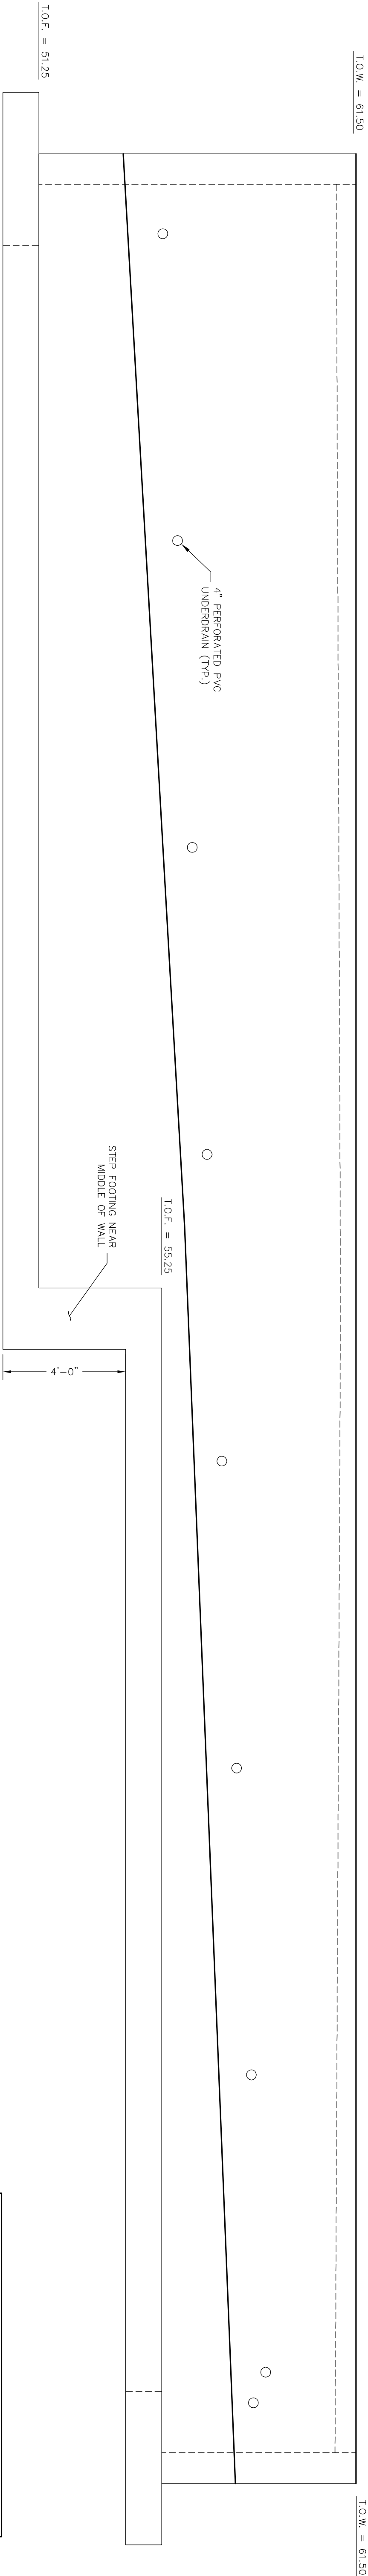 T.O.W. = 61.50
T.O.W. = 61.50
4" PERFORATED PVC
UNDERDRAIN (TYP.)
T.O.F. = 55.25
STEP FOOTING NEAR
MIDDLE OF WALL
T.O.F. = 51.25
4'-0"